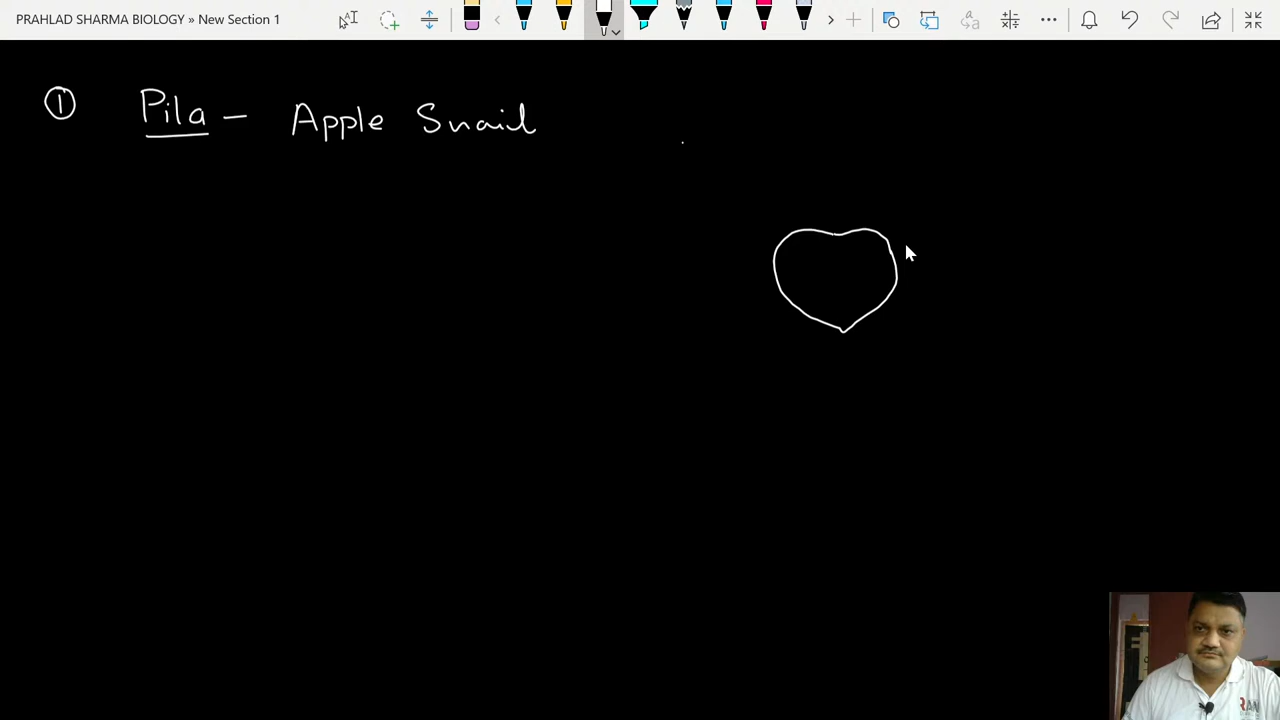 PRAHLAD SHARMA BIOLOGY » New Section 1
① Pila – Apple Snail